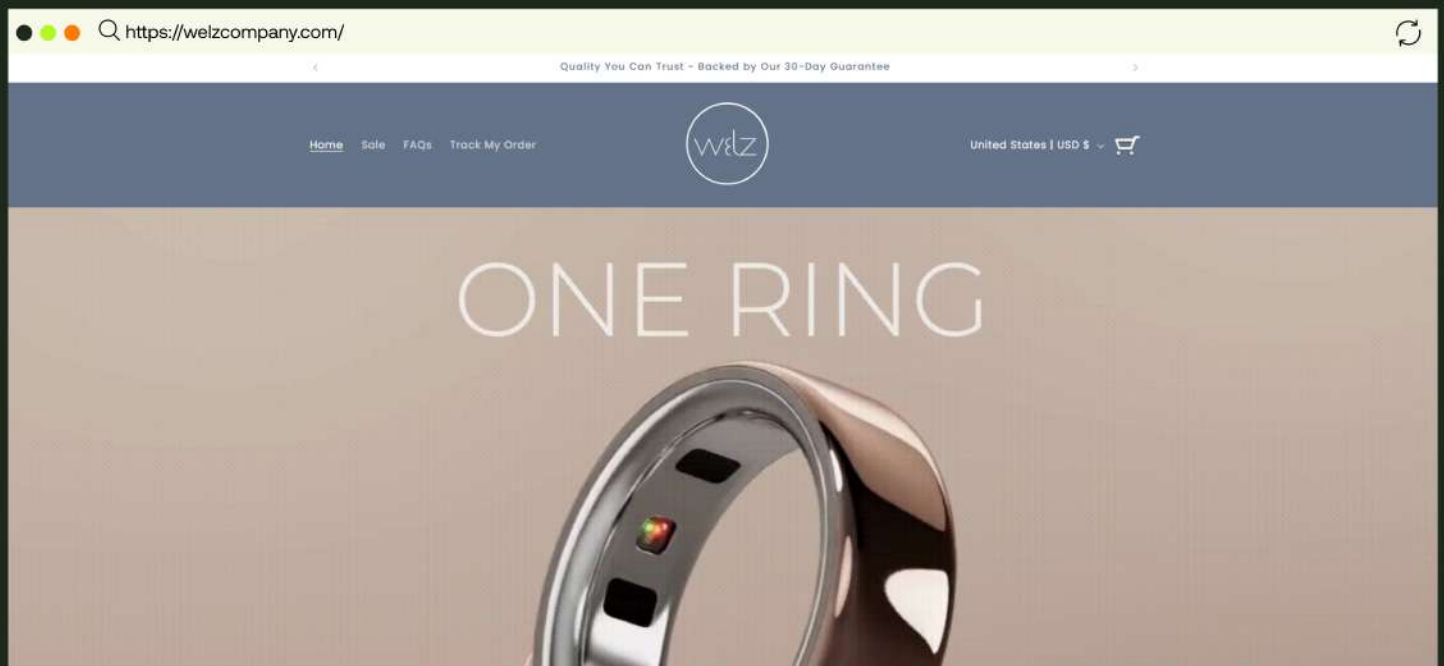 https://welzcompany.com/
Quality You Can Trust - Backed by Our 30-Day Guarantee
Home Sale FAQs Track My Order
welz
United States | USD $
ONE RING